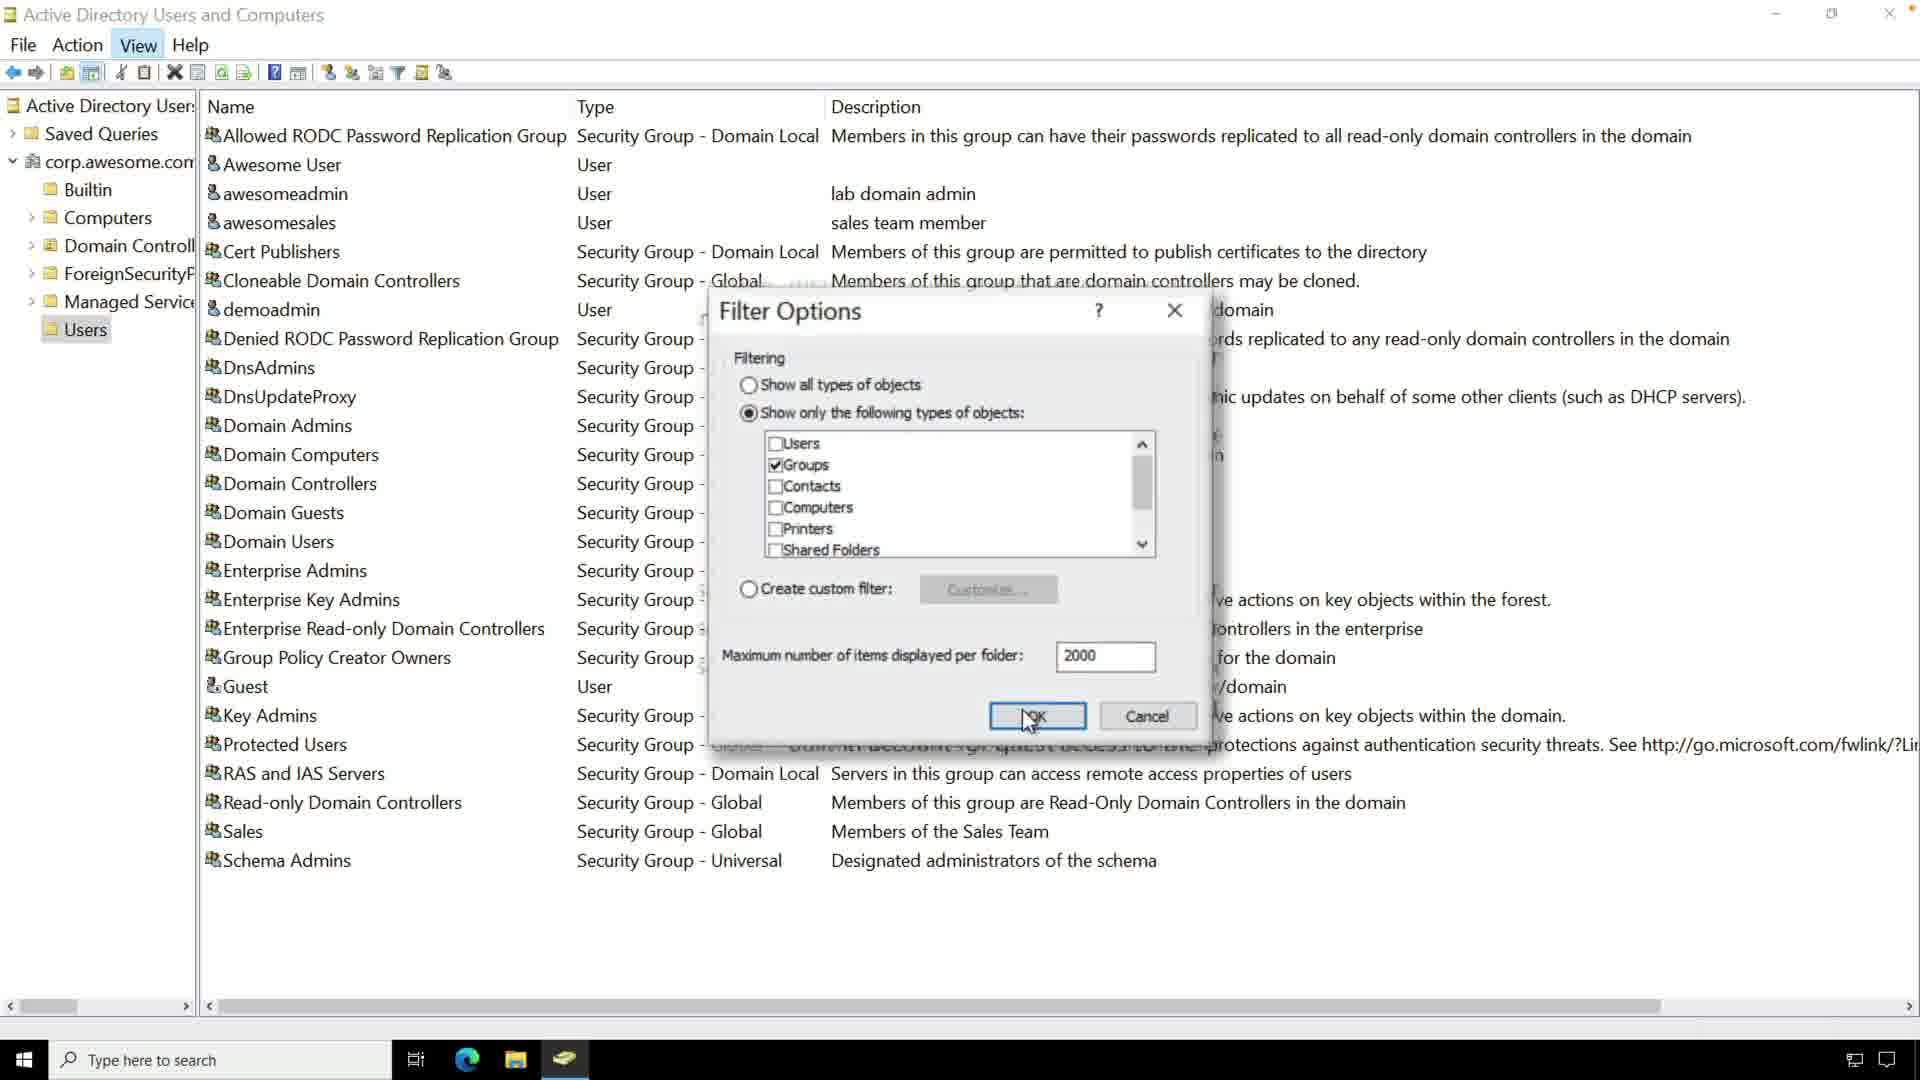 Active Directory Users and Computers
File Action View Help
Active Directory Users
Saved Queries
corp.awesome.com
Builtin
Computers
Domain Controll
ForeignSecurityP
Managed Service
Users
Name Type Description
Allowed RODC Password Replication Group Security Group - Domain Local Members in this group can have their passwords replicated to all read-only domain controllers in the domain
Awesome User User
awesomeadmin User lab domain admin
awesomesales User sales team member
Cert Publishers Security Group - Domain Local Members of this group are permitted to publish certificates to the directory
Cloneable Domain Controllers Security Group - Global Members of this group that are domain controllers may be cloned.
demoadmin User domain
Denied RODC Password Replication Group Security Group - rds replicated to any read-only domain controllers in the domain
DnsAdmins Security Group -
DnsUpdateProxy Security Group - nic updates on behalf of some other clients (such as DHCP servers).
Domain Admins Security Group -
Domain Computers Security Group - n
Domain Controllers Security Group -
Domain Guests Security Group -
Domain Users Security Group -
Enterprise Admins Security Group -
Enterprise Key Admins Security Group - ve actions on key objects within the forest.
Enterprise Read-only Domain Controllers Security Group - ontrollers in the enterprise
Group Policy Creator Owners Security Group - for the domain
Guest User /domain
Key Admins Security Group - ve actions on key objects within the domain.
Protected Users Security Group - protections against authentication security threats. See http://go.microsoft.com/fwlink/?Li
RAS and IAS Servers Security Group - Domain Local Servers in this group can access remote access properties of users
Read-only Domain Controllers Security Group - Global Members of this group are Read-Only Domain Controllers in the domain
Sales Security Group - Global Members of the Sales Team
Schema Admins Security Group - Universal Designated administrators of the schema
Filter Options ?
Filtering
Show all types of objects
Show only the following types of objects:
Users
Groups
Contacts
Computers
Printers
Shared Folders
Create custom filter: Customize...
Maximum number of items displayed per folder: 2000
OK Cancel
Type here to search